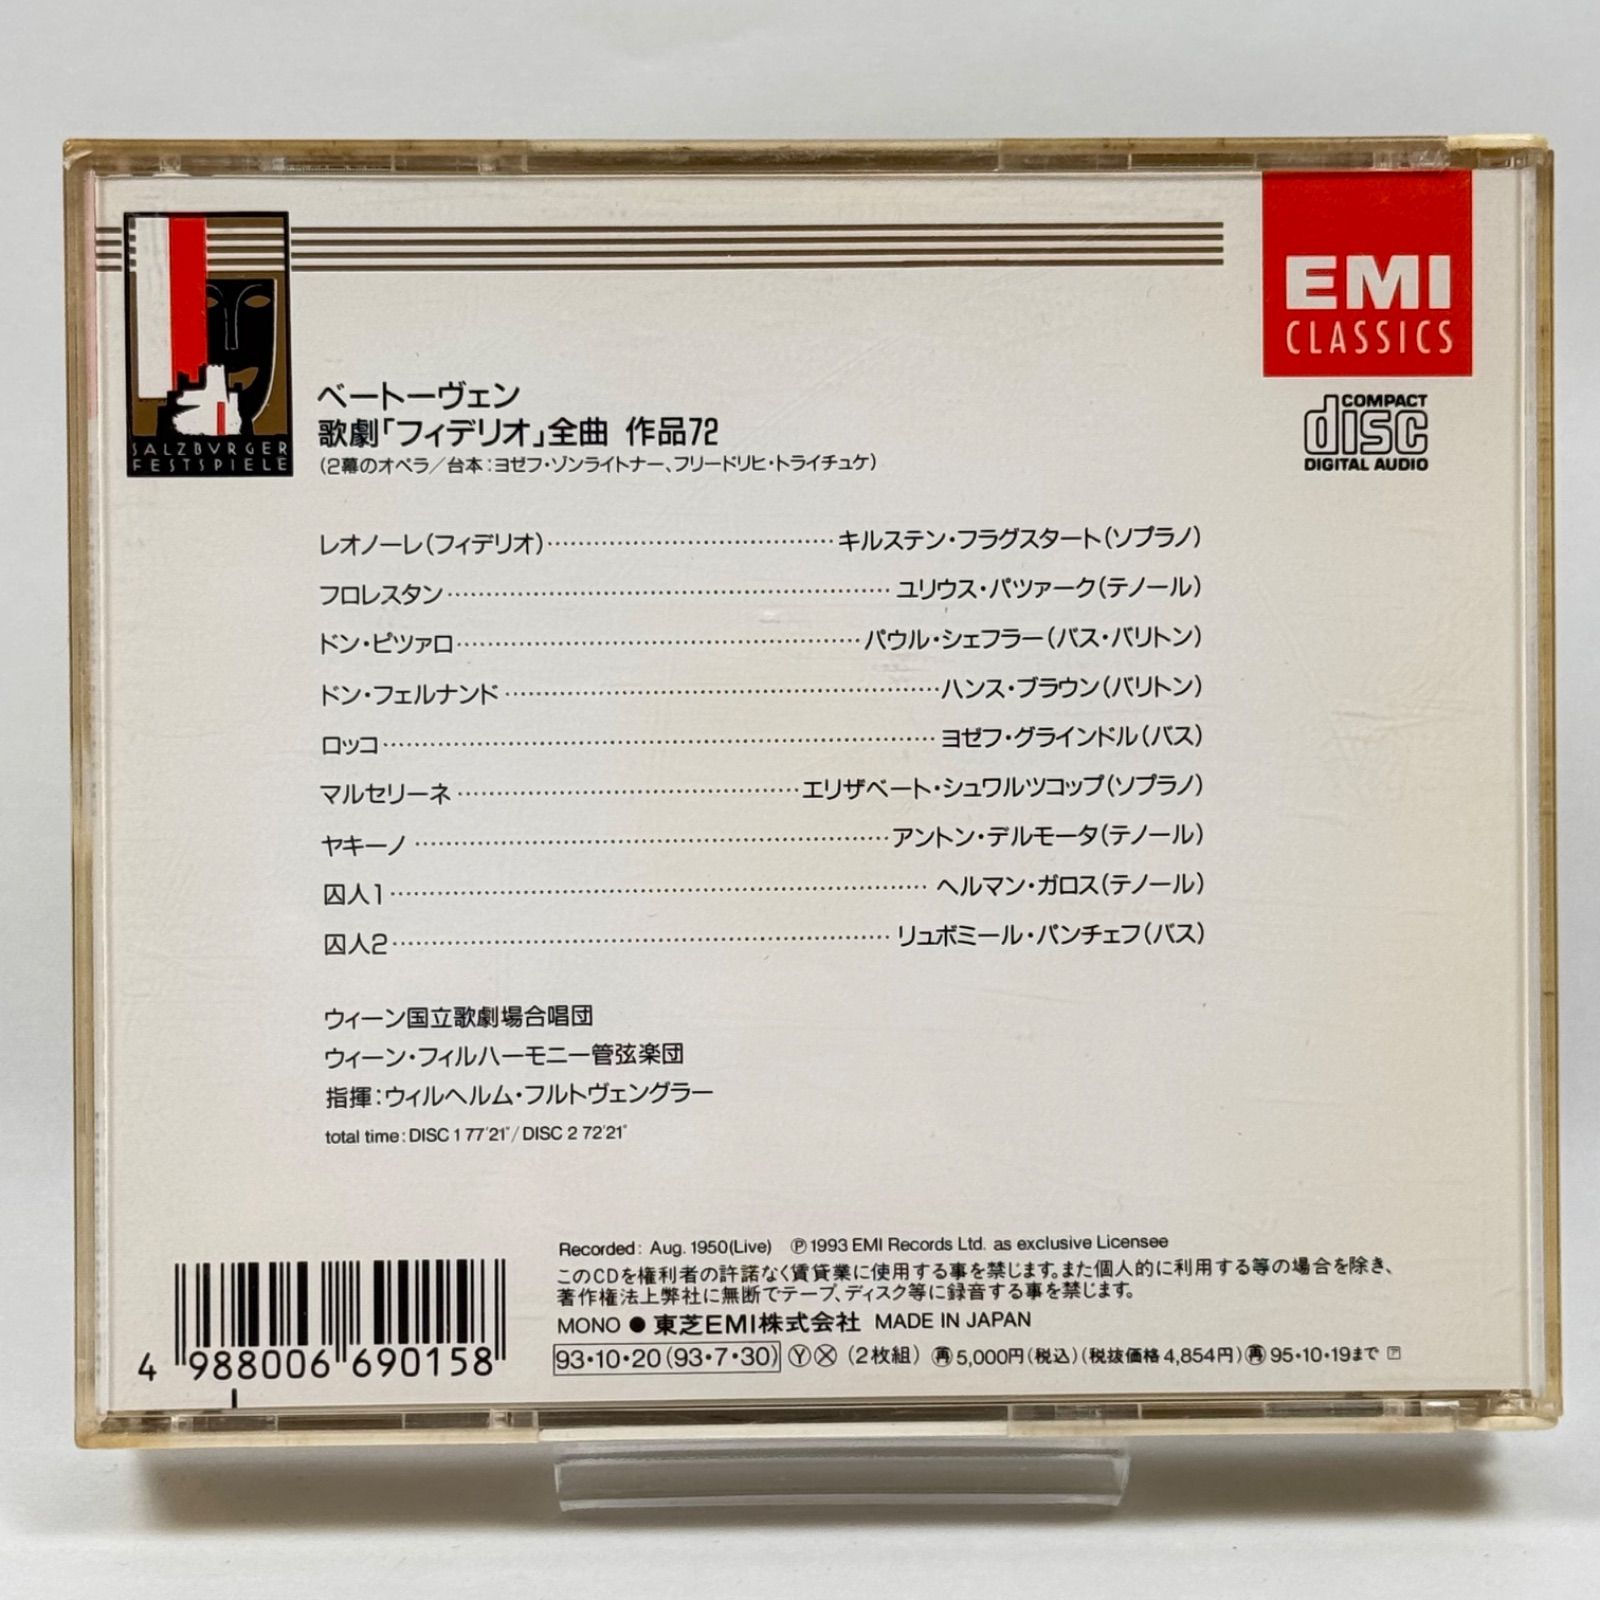 SALZBVRGER
FESTSPIELE
EMI
CLASSICS
COMPACT
disc
DIGITAL AUDIO
ベートーヴェン
歌劇「フィデリオ」全曲 作品72
(2幕のオペラ/台本:ヨゼフ・ゾンライトナー、フリードリヒ・トライチュケ)
レオノーレ(フィデリオ)……キルステン・フラグスタート(ソプラノ)
フロレスタン……ユリウス・パツァーク(テノール)
ドン・ピツァロ……パウル・シェフラー(バス・バリトン)
ドン・フェルナンド……ハンス・ブラウン(バリトン)
ロッコ……ヨゼフ・グラインドル(バス)
マルセリーネ……エリザベート・シュワルツコップ(ソプラノ)
ヤキーノ……アントン・デルモータ(テノール)
囚人1……ヘルマン・ガロス(テノール)
囚人2……リュボミール・パンチェフ(バス)
ウィーン国立歌劇場合唱団
ウィーン・フィルハーモニー管弦楽団
指揮:ウィルヘルム・フルトヴェングラー
total time:DISC 1 77'21"/DISC 2 72'21"
Recorded: Aug. 1950(Live) Ⓟ1993 EMI Records Ltd. as exclusive Licensee
このCDを権利者の許諾なく賃貸業に使用する事を禁じます。また個人的に利用する等の場合を除き、
著作権法上弊社に無断でテープ、ディスク等に録音する事を禁じます。
MONO ● 東芝EMI株式会社 MADE IN JAPAN
93・10・20(93・7・30) Ⓨ Ⓧ (2枚組) ㊢5,000円(税込)(税抜価格4,854円) 95・10・19まで
4 988006 690158